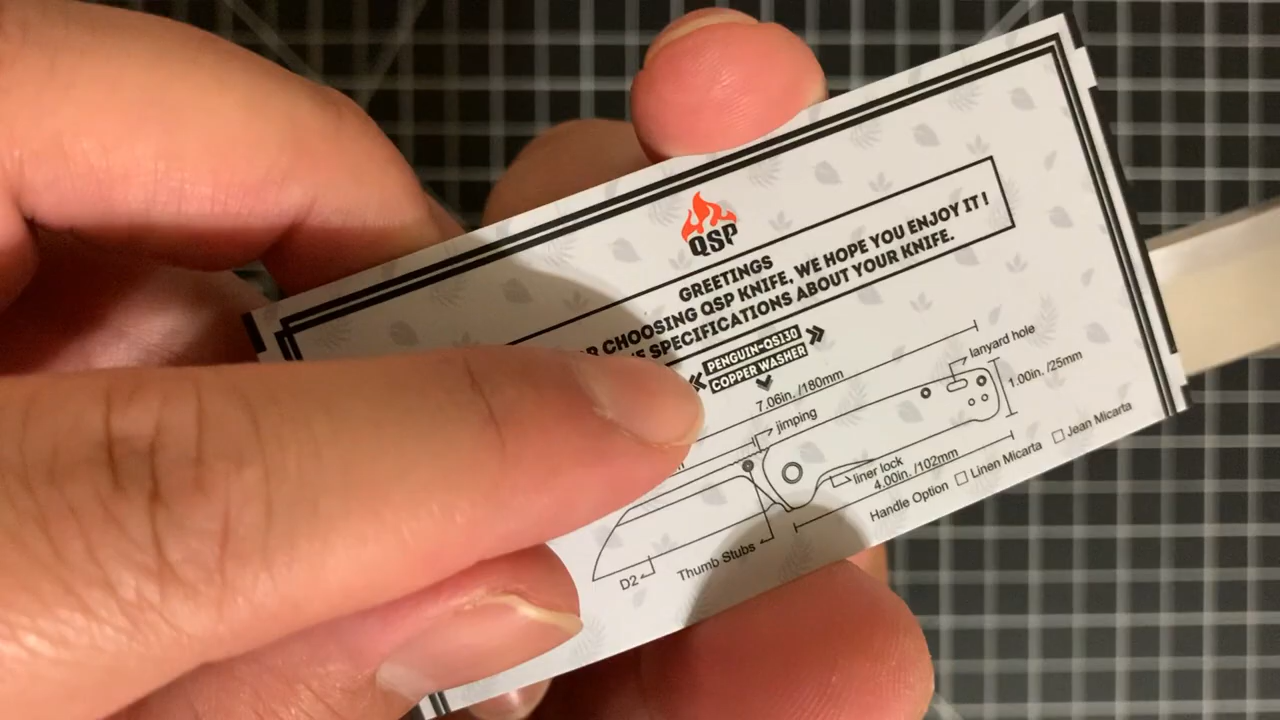 QSP
GREETINGS
CHOOSING QSP KNIFE, WE HOPE YOU ENJOY IT !
SPECIFICATIONS ABOUT YOUR KNIFE.
PENGUIN-QS130
COPPER WASHER
7.06in. /180mm
lanyard hole
1.00in. /25mm
jimping
liner lock
4.00in. /102mm
D2
Thumb Stubs
Handle Option □ Linen Micarta □ Jean Micarta